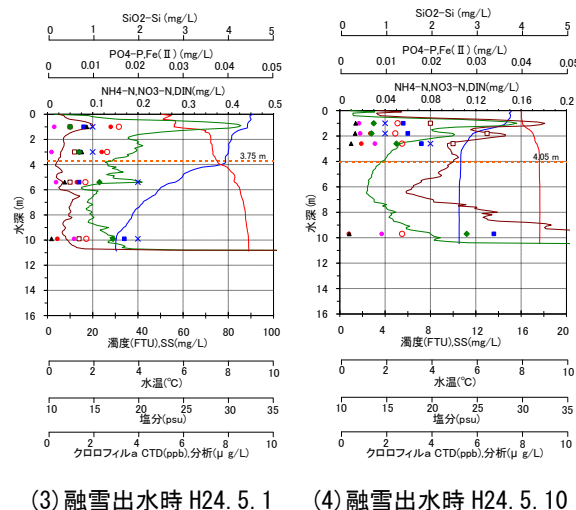 SiO2-Si(mg/L)
0 1 2 3 4 5
PO4-P,Fe(Ⅱ)(mg/L)
0 0.01 0.02 0.03 0.04 0.05
NH4-N,NO3-N,DIN(mg/L)
0 0.1 0.2 0.3 0.4 0.5
0
2
4
6
8
10
12
14
16
水深(m)
3.75 m
20 40 60 80 100
濁度(FTU),SS(mg/L)
0 2 4 6 8 10
水温(℃)
10 15 20 25 30 35
塩分(psu)
0 2 4 6 8 10
クロロフィルa CTD(ppb),分析(μ g/L)
(3)融雪出水時 H24.5.1
SiO2-Si(mg/L)
0 1 2 3 4 5
PO4-P,Fe(Ⅱ)(mg/L)
0 0.01 0.02 0.03 0.04 0.05
NH4-N,NO3-N,DIN(mg/L)
0 0.04 0.08 0.12 0.16 0.2
0
2
4
6
8
10
12
14
16
水深(m)
4.05 m
0 4 8 12 16 20
濁度(FTU),SS(mg/L)
0 2 4 6 8 10
水温(℃)
10 15 20 25 30 35
塩分(psu)
0 2 4 6 8 10
クロロフィルa CTD(ppb),分析(μ g/L)
(4)融雪出水時 H24.5.10